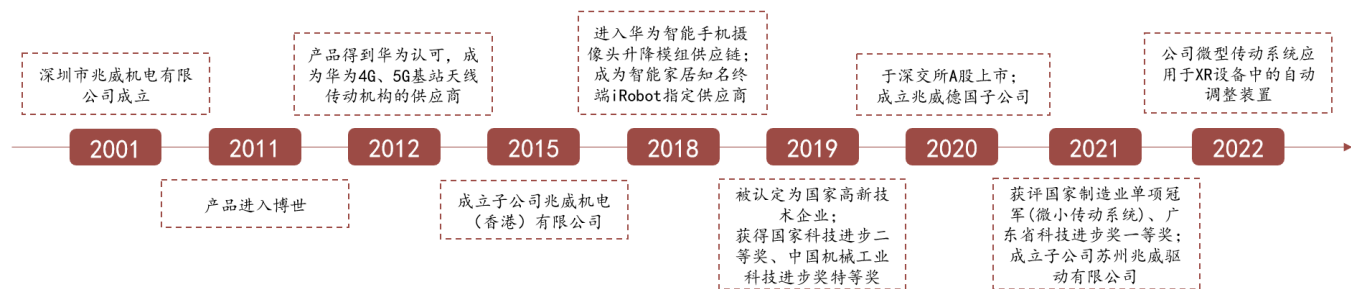 深圳市兆威机电有限
公司成立
产品得到华为认可，成
为华为4G、5G基站天线
传动机构的供应商
进入华为智能手机摄
像头升降模组供应链；
成为智能家居知名终
端iRobot指定供应商
于深交所A股上市；
成立兆威德国子公司
公司微型传动系统应
用于XR设备中的自动
调整装置
2001
2011
2012
2015
2018
2019
2020
2021
2022
产品进入博世
成立子公司兆威机电
（香港）有限公司
被认定为国家高新技
术企业；
获得国家科技进步二
等奖、中国机械工业
科技进步奖特等奖
获评国家制造业单项冠
军(微小传动系统)、广
东省科技进步奖一等奖；
成立子公司苏州兆威驱
动有限公司